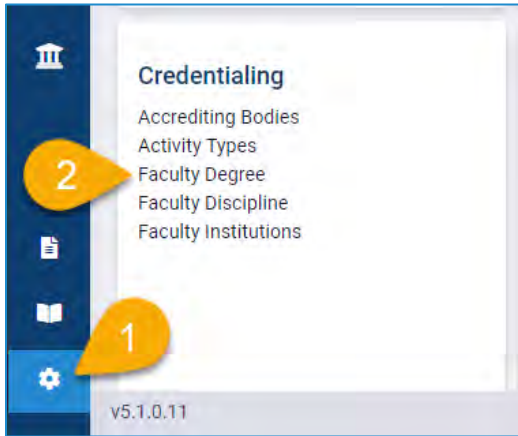 Credentialing
Accrediting Bodies
Activity Types
2
Faculty Degree
Faculty Discipline
Faculty Institutions
1
v5.1.0.11